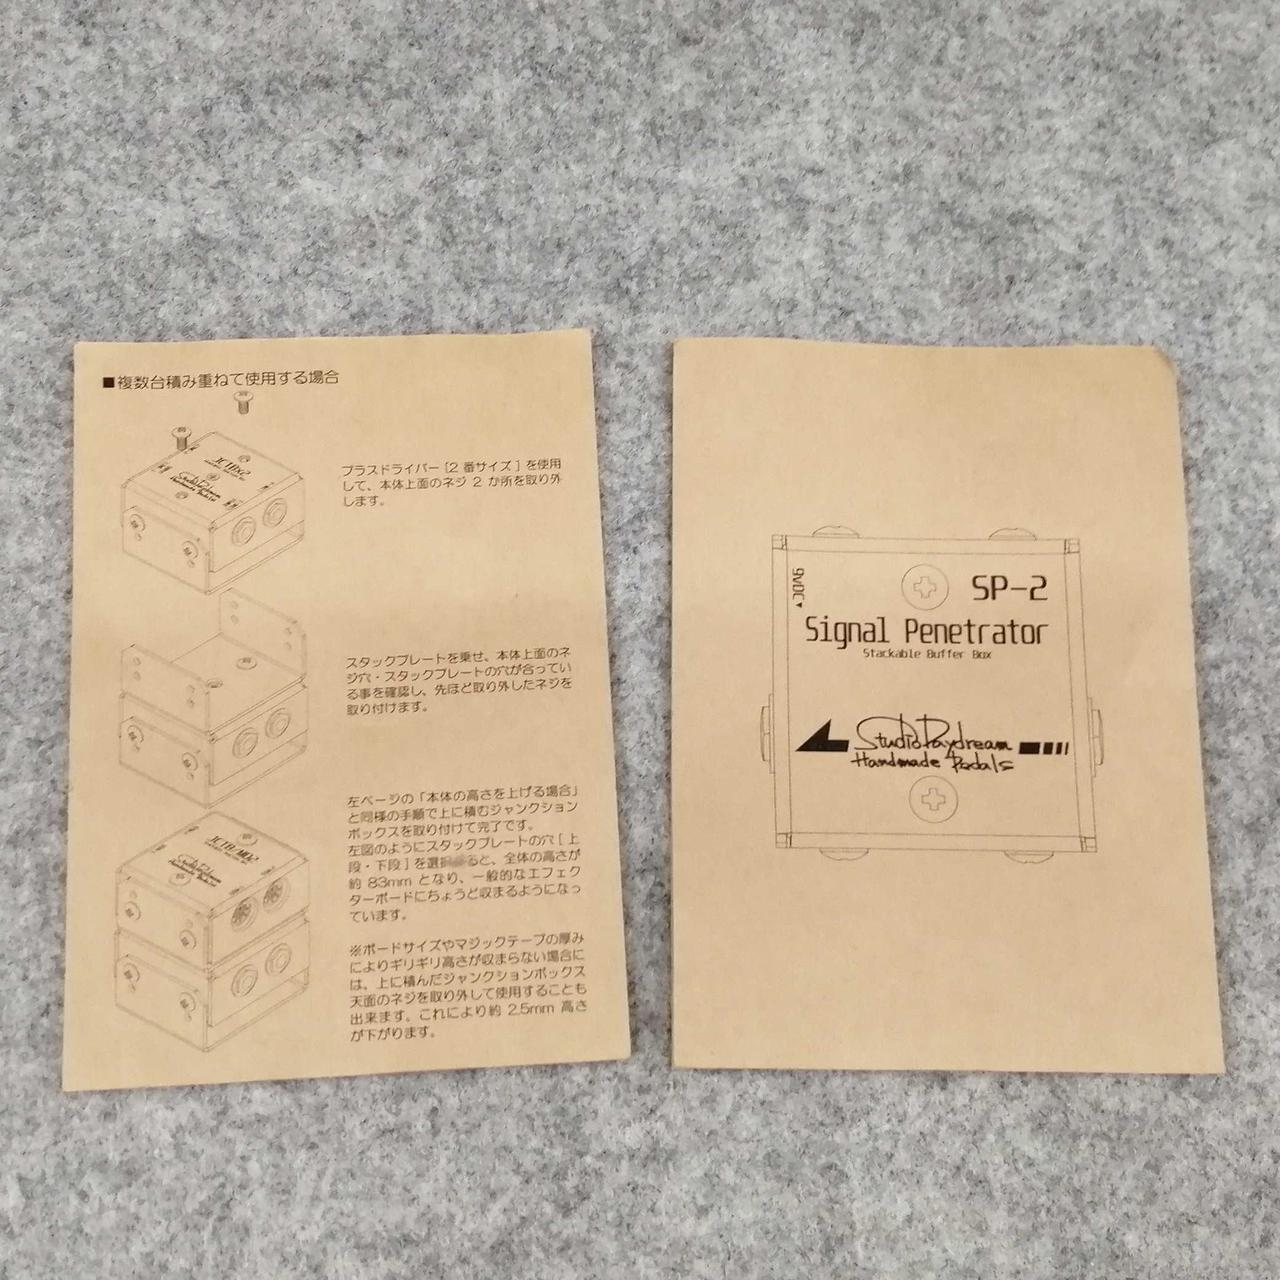 ■複数台積み重ねて使用する場合
プラスドライバー [2 番サイズ] を使用
して、本体上面のネジ 2 か所を取り外
します。
スタックプレートを乗せ、本体上面のネ
ジ穴・スタックプレートの穴が合ってい
る事を確認し、先ほど取り外したネジを
取り付けます。
左ページの「本体の高さを上げる場合」
と同様の手順で上に積むジャンクション
ボックスを取り付けて完了です。
左図のようにスタックプレートの穴 [上
段・下段] を選ると、全体の高さが
約 83mm となり、一般的なエフェク
ターボードにちょうど収まるようになっ
ています。
※ボードサイズやマジックテープの厚み
によりギリギリ高さが収まらない場合に
は、上に積んだジャンクションボックス
天面のネジを取り外して使用することも
出来ます。これにより約 2.5mm 高さ
が下がります。
9VDC
SP-2
Signal Penetrator
Stackable Buffer Box
Studio Daydream
Handmade Pedals